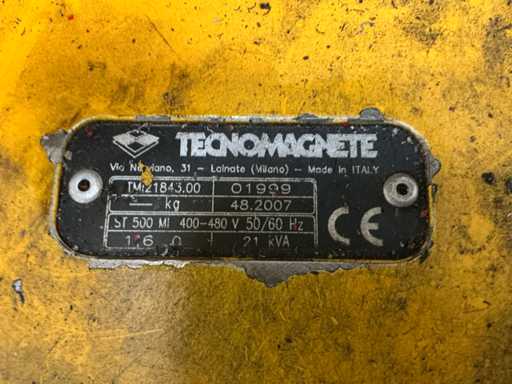 TECNOMAGNETE
Via Nerviano, 31 - Lainate (Milano) - Made in ITALY
TMI21843.00 01999
— kg 48.2007
ST 500 MI 400-480 V 50/60 Hz
21 kVA
CE